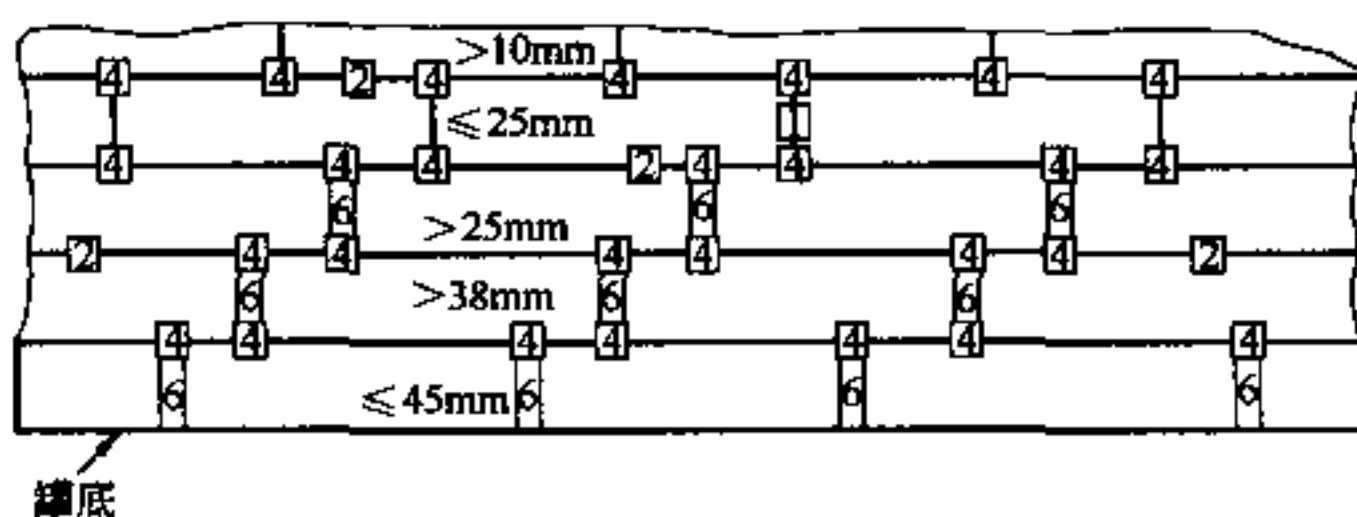 >10mm
4 4 2 4 4 4 4 4
≤25mm
1
4 4 4 2 4 4 4 4
6 6 6
>25mm
2 4 4 4 4 4 4 2
6 6 6
>38mm
4 4 4 4 4 4 4
6 6 6 6
≤45mm
罐底